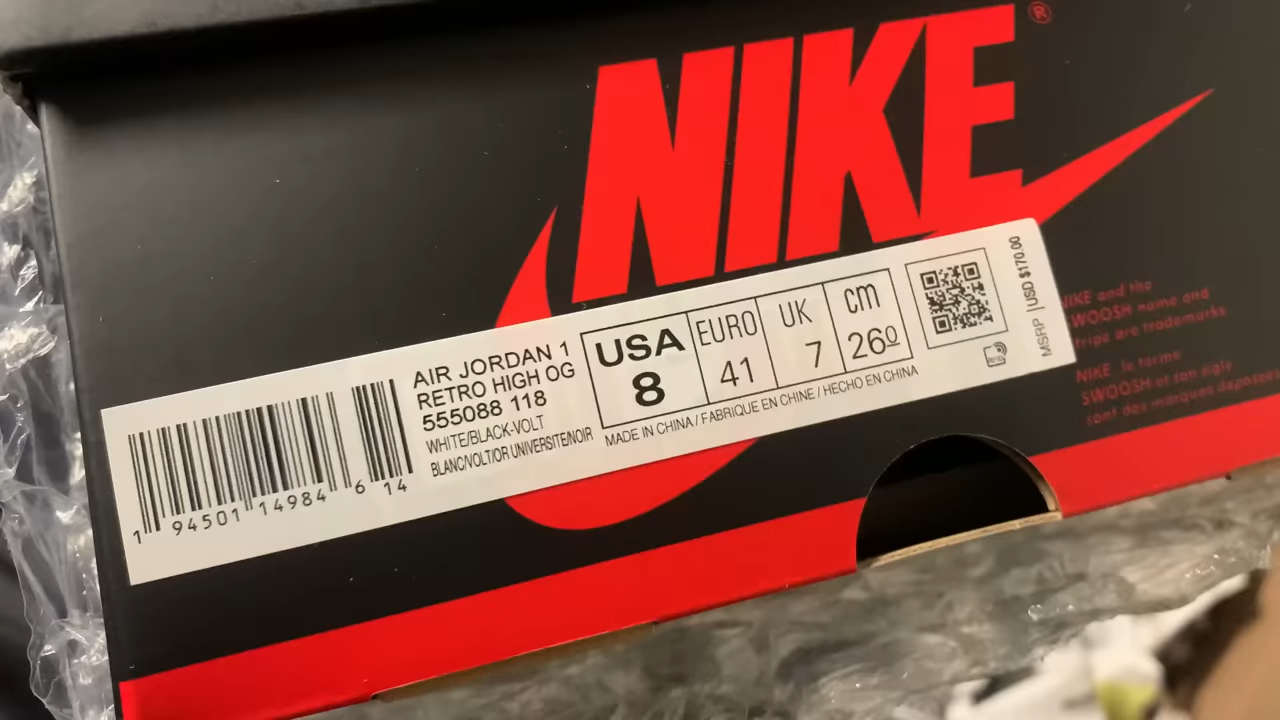 NIKE®
AIR JORDAN 1
RETRO HIGH OG
555088 118
WHITE/BLACK-VOLT
BLANC/VOLT/OR UNIVERSITE/NOIR
1 94501 14984 6 14
USA
8
EURO
41
UK
7
cm
26º
MADE IN CHINA / FABRIQUE EN CHINE / HECHO EN CHINA
MSRP |USD $170.00
NIKE and the
SWOOSH name and
Stripe are trademarks
NIKE le terme
SWOOSH et son sigle
sont des marques déposées